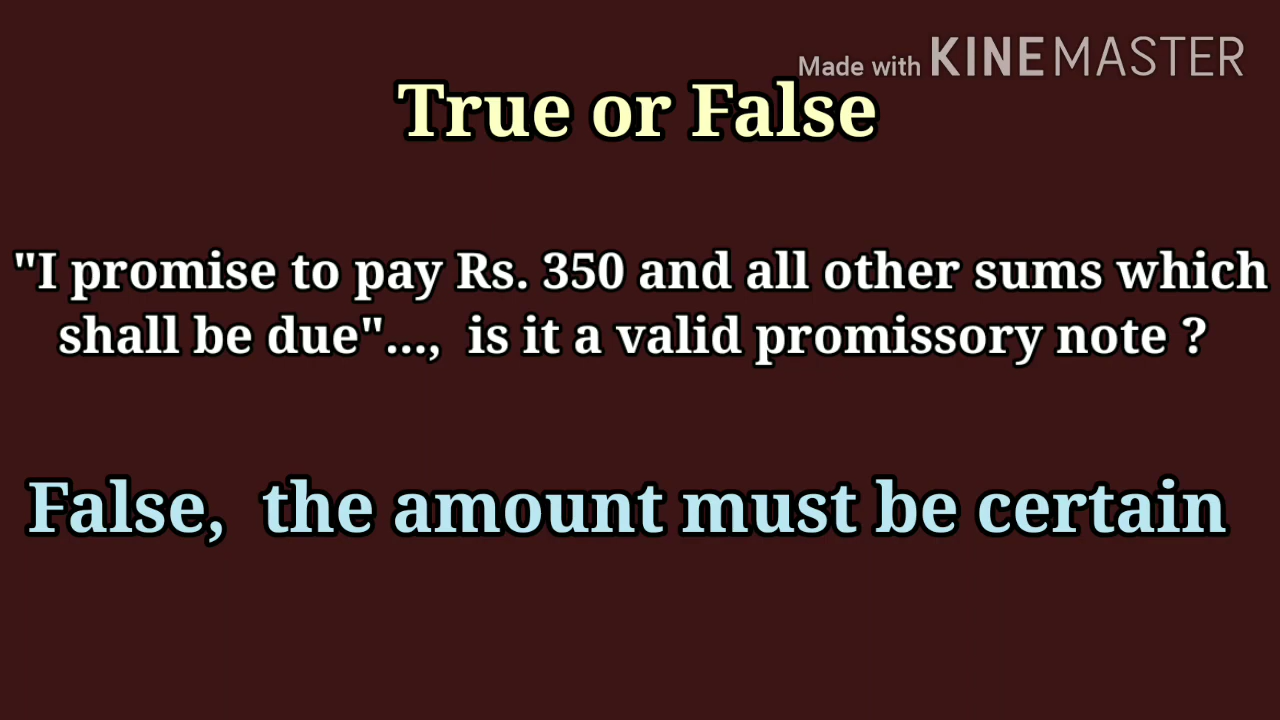 Made with KINEMASTER
True or False
"I promise to pay Rs. 350 and all other sums which
shall be due"..., is it a valid promissory note ?
False, the amount must be certain